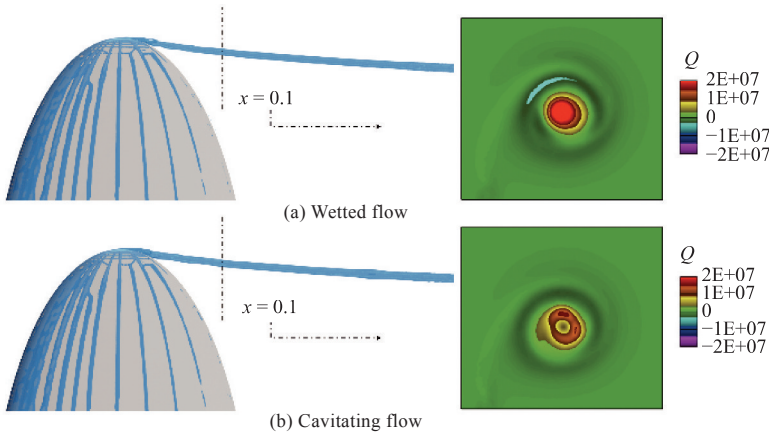 x = 0.1
Q
2E+07
1E+07
0
−1E+07
−2E+07
(a) Wetted flow
x = 0.1
Q
2E+07
1E+07
0
−1E+07
−2E+07
(b) Cavitating flow